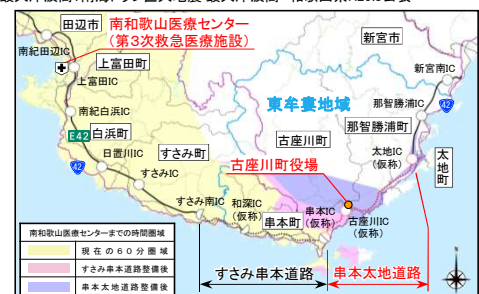 田辺市
南和歌山医療センター
(第3次救急医療施設)
新宮市
南紀田辺IC
上富田町
上富田IC
新宮南IC
那智勝浦IC
42
東牟婁地域
南紀白浜IC
E42
白浜町
那智勝浦町
古座川町
日置川IC
すさみ町
太地IC
(仮称)
太地町
42
古座川町役場
すさみIC
すさみ南IC
和深IC
(仮称)
串本町
串本IC
(仮称)
古座川IC
(仮称)
南和歌山医療センターまでの時間圏域
現在の60分圏域
すさみ串本道路整備後
串本太地道路整備後
すさみ串本道路
串本太地道路